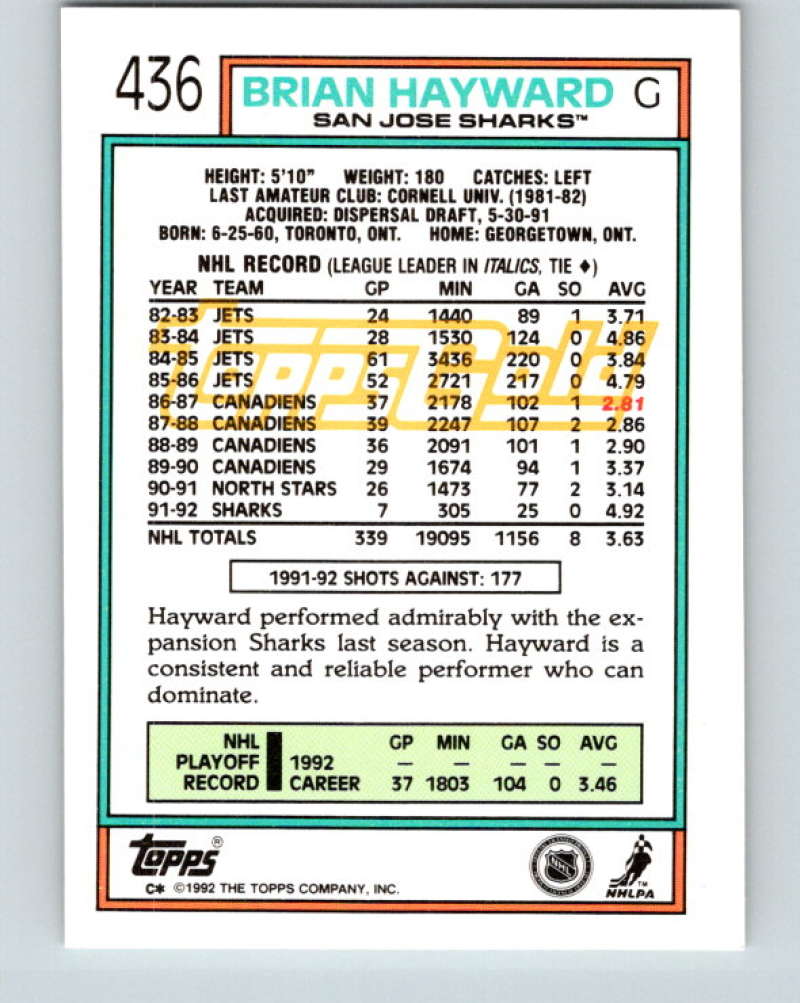 436 BRIAN HAYWARD G
SAN JOSE SHARKS™
HEIGHT: 5'10" WEIGHT: 180 CATCHES: LEFT
LAST AMATEUR CLUB: CORNELL UNIV. (1981-82)
ACQUIRED: DISPERSAL DRAFT, 5-30-91
BORN: 6-25-60, TORONTO, ONT. HOME: GEORGETOWN, ONT.
NHL RECORD (LEAGUE LEADER IN ITALICS, TIE ♦)
YEAR TEAM GP MIN GA SO AVG
82-83 JETS 24 1440 89 1 3.71
83-84 JETS 28 1530 124 0 4.86
84-85 JETS 61 3436 220 0 3.84
85-86 JETS 52 2721 217 0 4.79
86-87 CANADIENS 37 2178 102 1 2.81
87-88 CANADIENS 39 2247 107 2 2.86
88-89 CANADIENS 36 2091 101 1 2.90
89-90 CANADIENS 29 1674 94 1 3.37
90-91 NORTH STARS 26 1473 77 2 3.14
91-92 SHARKS 7 305 25 0 4.92
NHL TOTALS 339 19095 1156 8 3.63
ToppsGold
1991-92 SHOTS AGAINST: 177
Hayward performed admirably with the ex-
pansion Sharks last season. Hayward is a
consistent and reliable performer who can
dominate.
NHL GP MIN GA SO AVG
PLAYOFF 1992 — — — — —
RECORD CAREER 37 1803 104 0 3.46
TOPPS®
C* ©1992 THE TOPPS COMPANY, INC.
NHL
™
NHLPA